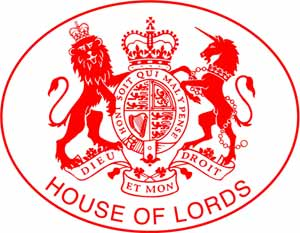 HONI SOIT QUI MAL Y PENSE
DIEU ET MON DROIT
HOUSE OF LORDS